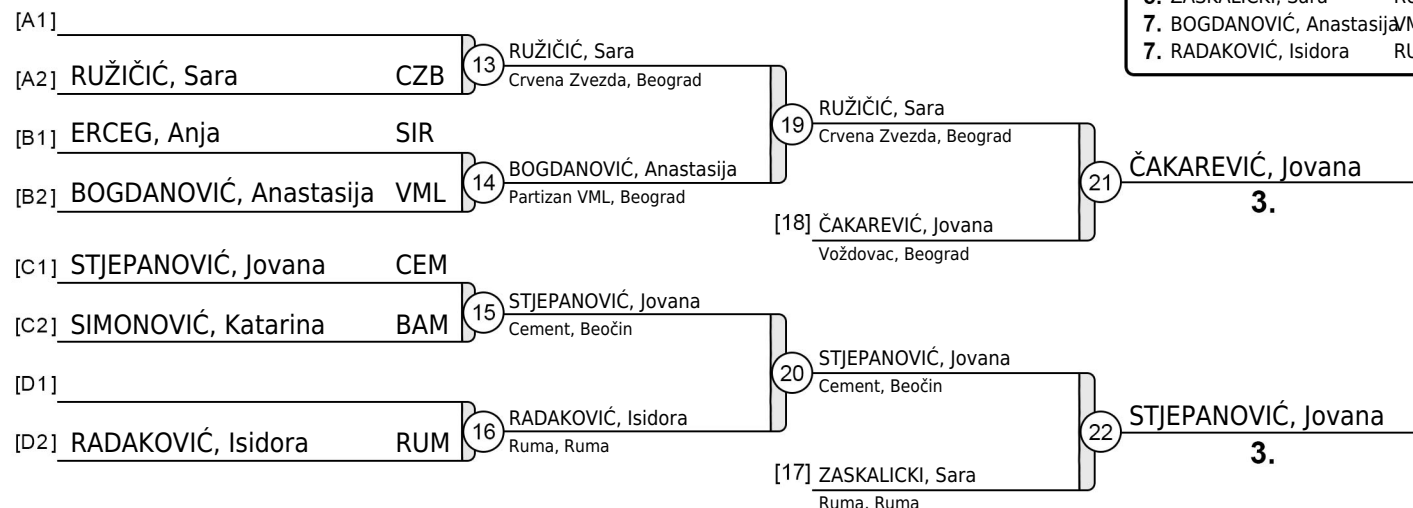 ZASKALICKI, Sara
7. BOGDANOVIĆ, Anastasija
7. RADAKOVIĆ, Isidora
[A1]
[A2] RUŽIČIĆ, Sara CZB
13
RUŽIČIĆ, Sara
Crvena Zvezda, Beograd
[B1] ERCEG, Anja SIR
[B2] BOGDANOVIĆ, Anastasija VML
14
BOGDANOVIĆ, Anastasija
Partizan VML, Beograd
19
RUŽIČIĆ, Sara
Crvena Zvezda, Beograd
[18] ČAKAREVIĆ, Jovana
Voždovac, Beograd
21
ČAKAREVIĆ, Jovana
3.
[C1] STJEPANOVIĆ, Jovana CEM
[C2] SIMONOVIĆ, Katarina BAM
15
STJEPANOVIĆ, Jovana
Cement, Beočin
[D1]
[D2] RADAKOVIĆ, Isidora RUM
16
RADAKOVIĆ, Isidora
Ruma, Ruma
20
STJEPANOVIĆ, Jovana
Cement, Beočin
[17] ZASKALICKI, Sara
Ruma, Ruma
22
STJEPANOVIĆ, Jovana
3.